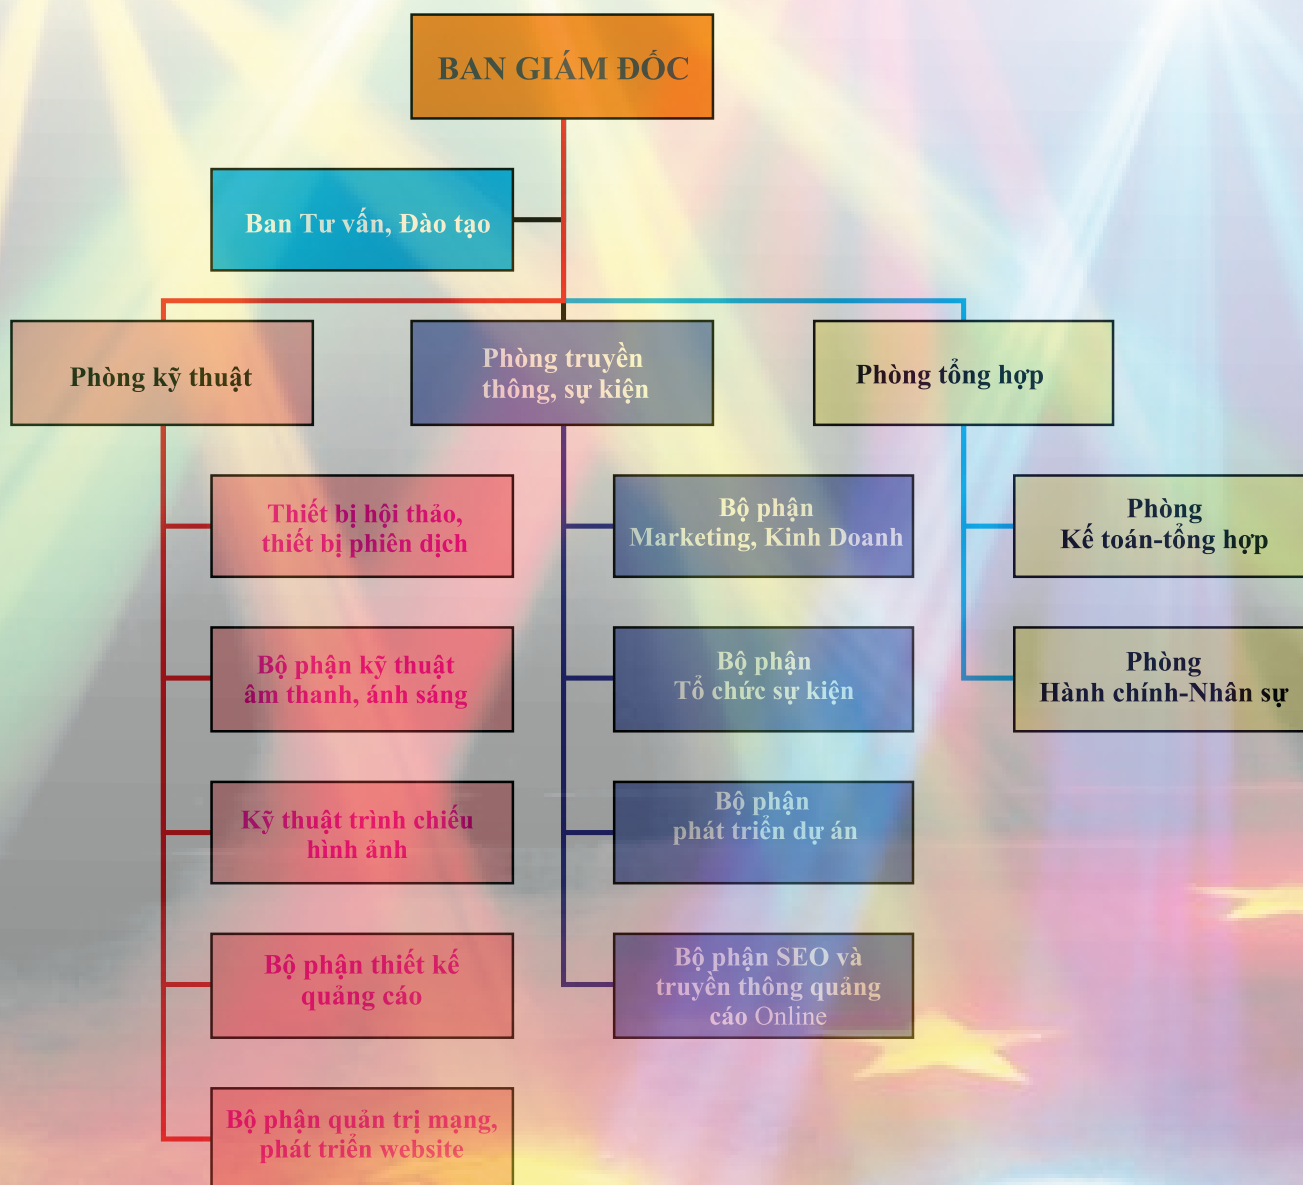 BAN GIÁM ĐỐC
Ban Tư vấn, Đào tạo
Phòng kỹ thuật
Phòng truyền
thông, sự kiện
Phòng tổng hợp
Thiết bị hội thảo,
thiết bị phiên dịch
Bộ phận kỹ thuật
âm thanh, ánh sáng
Kỹ thuật trình chiếu
hình ảnh
Bộ phận thiết kế
quảng cáo
Bộ phận quản trị mạng,
phát triển website
Bộ phận
Marketing, Kinh Doanh
Bộ phận
Tổ chức sự kiện
Bộ phận
phát triển dự án
Bộ phận SEO và
truyền thông quảng
cáo Online
Phòng
Kế toán-tổng hợp
Phòng
Hành chính-Nhân sự